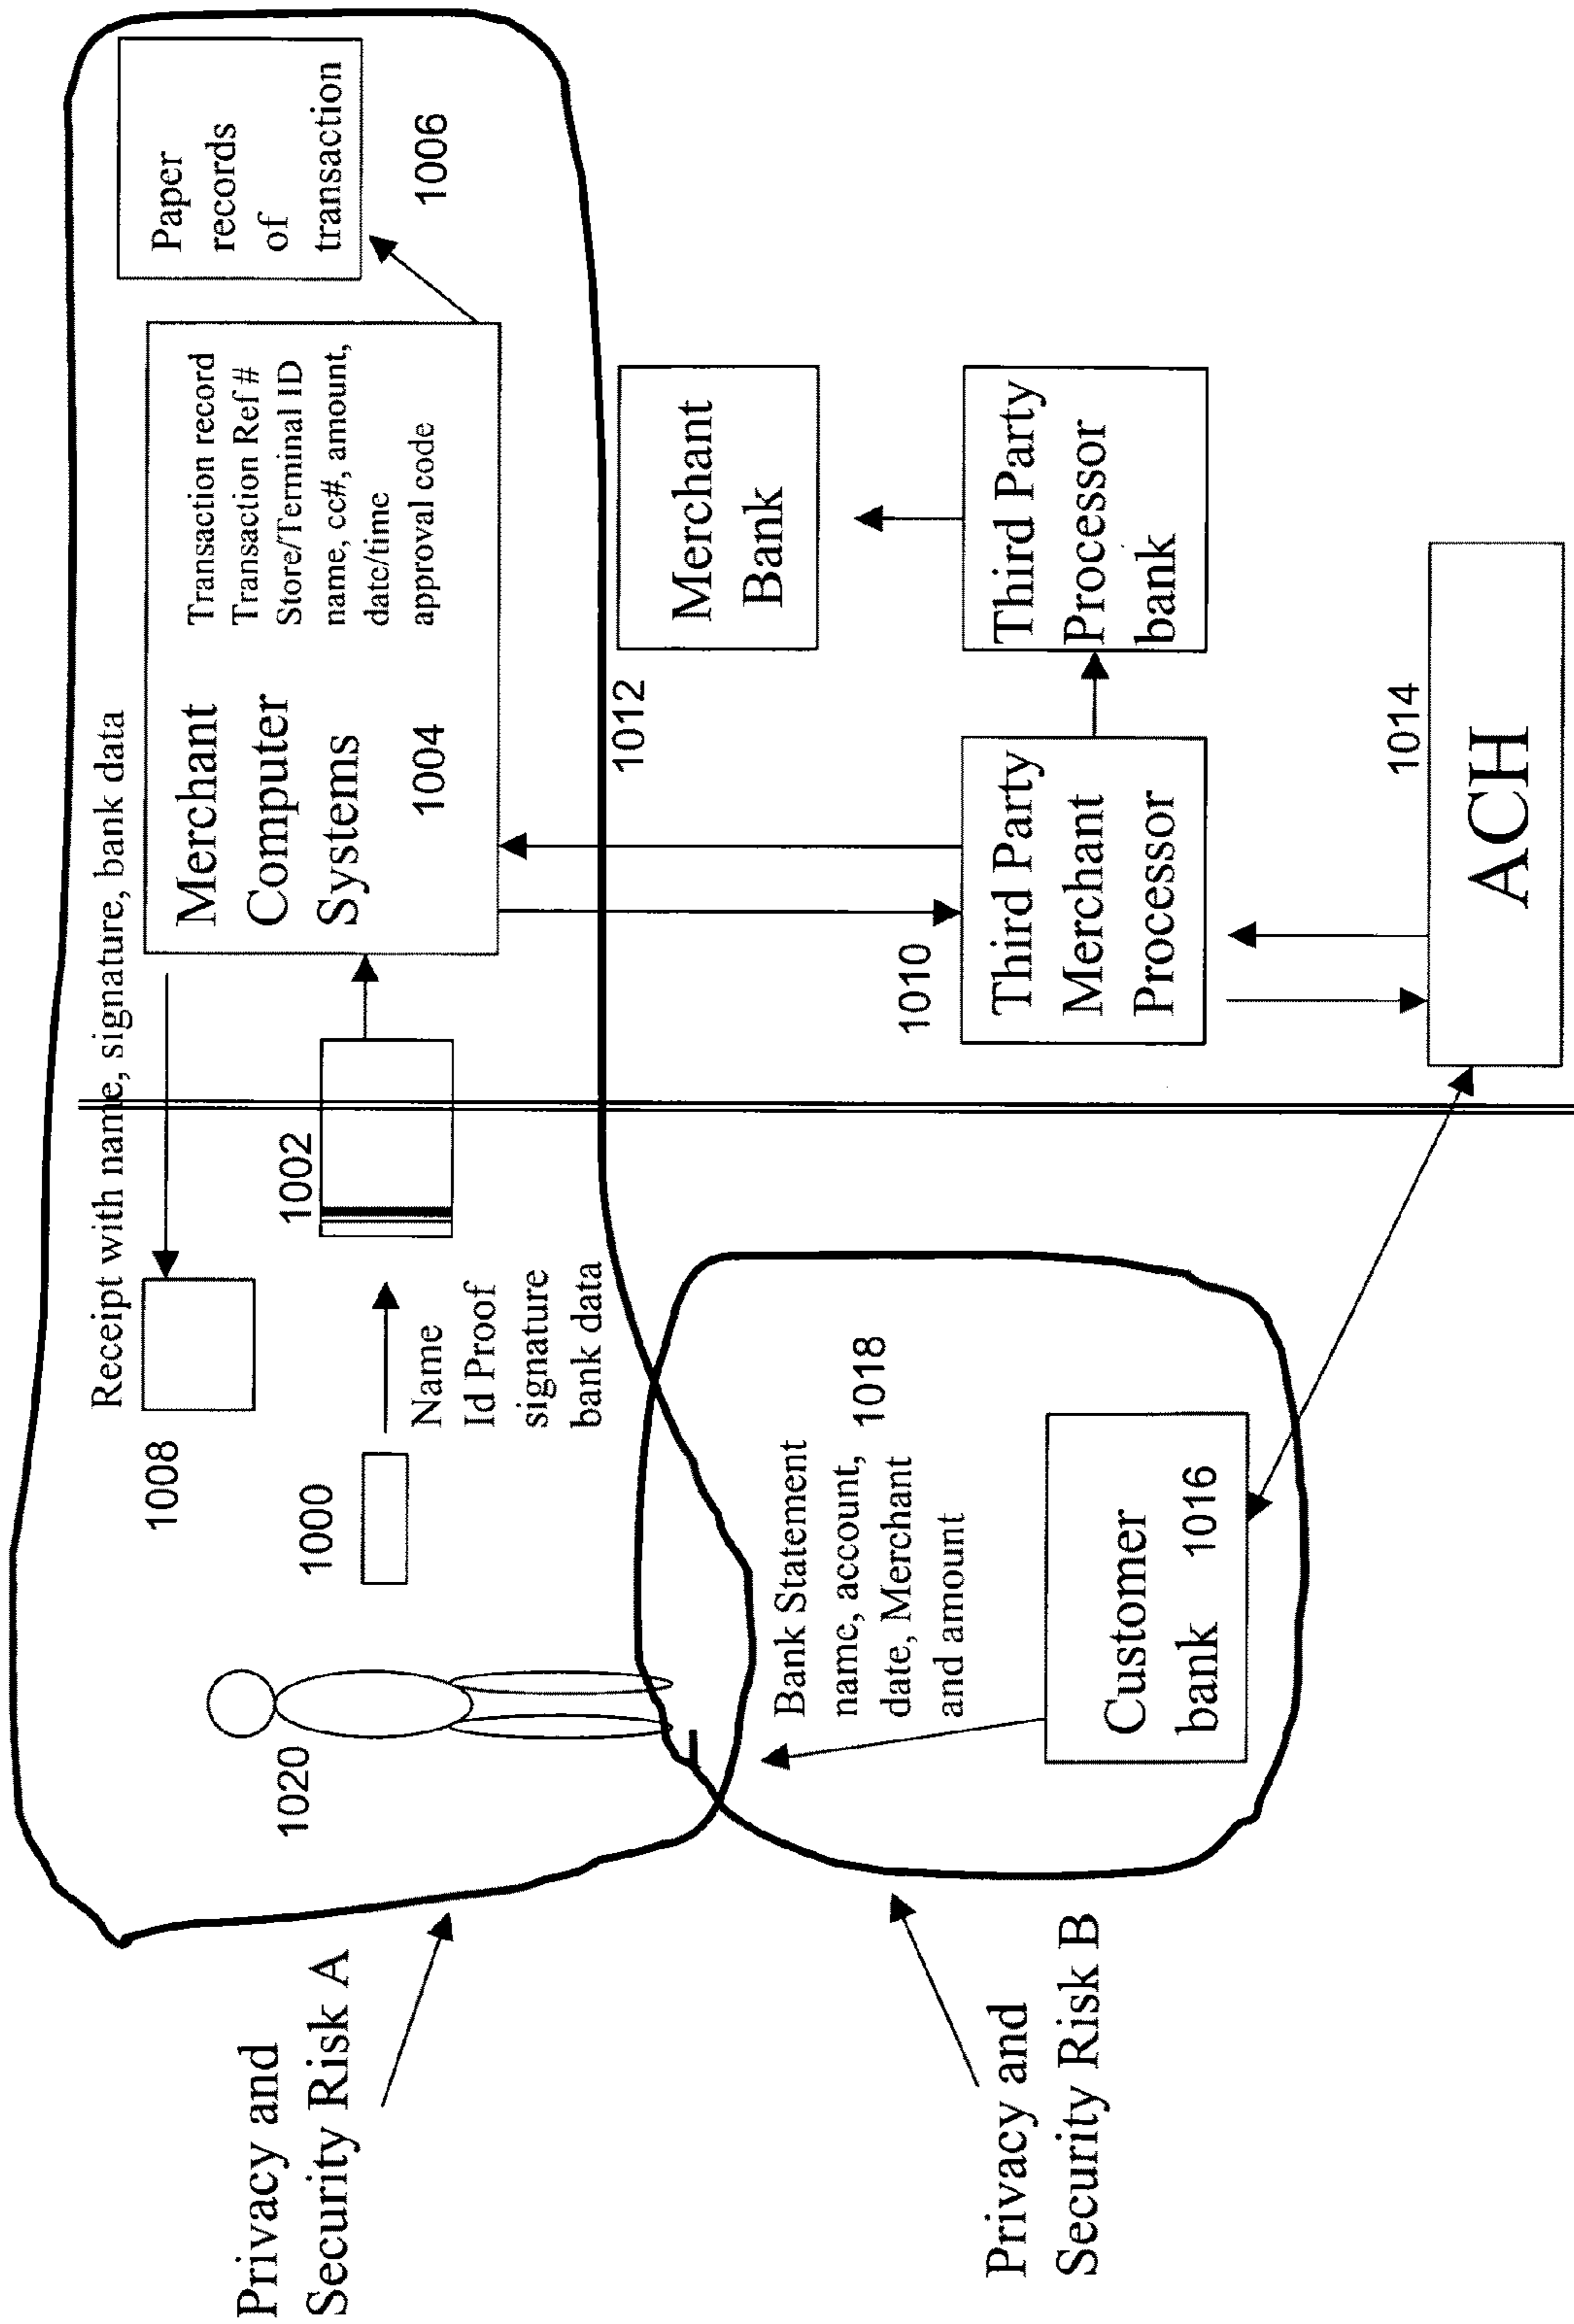 Privacy and
Security Risk A
Privacy and
Security Risk B
1020
1008
1000
Receipt with name, signature, bank data
Name
Id Proof
signature
bank data
1002
Merchant
Computer
Systems
1004
Transaction record
Transaction Ref #
Store/Terminal ID
name, cc#, amount,
date/time
approval code
Paper
records
of
transaction
1006
Bank Statement
name, account,
date, Merchant
and amount
1018
Customer
bank
1016
1012
Merchant
Bank
1010
Third Party
Merchant
Processor
Third Party
Processor
bank
1014
ACH